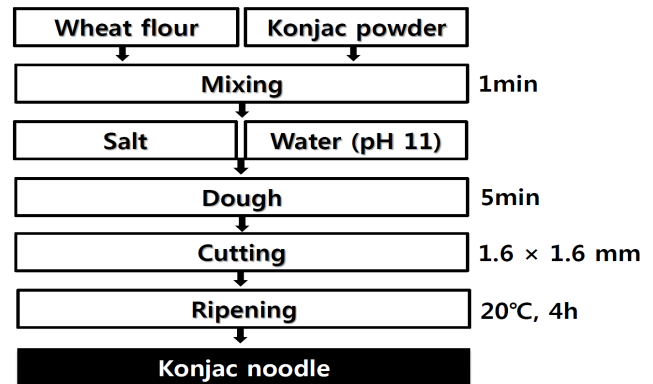 Wheat flour Konjac powder
Mixing 1min
Salt Water (pH 11)
Dough 5min
Cutting 1.6 × 1.6 mm
Ripening 20℃, 4h
Konjac noodle